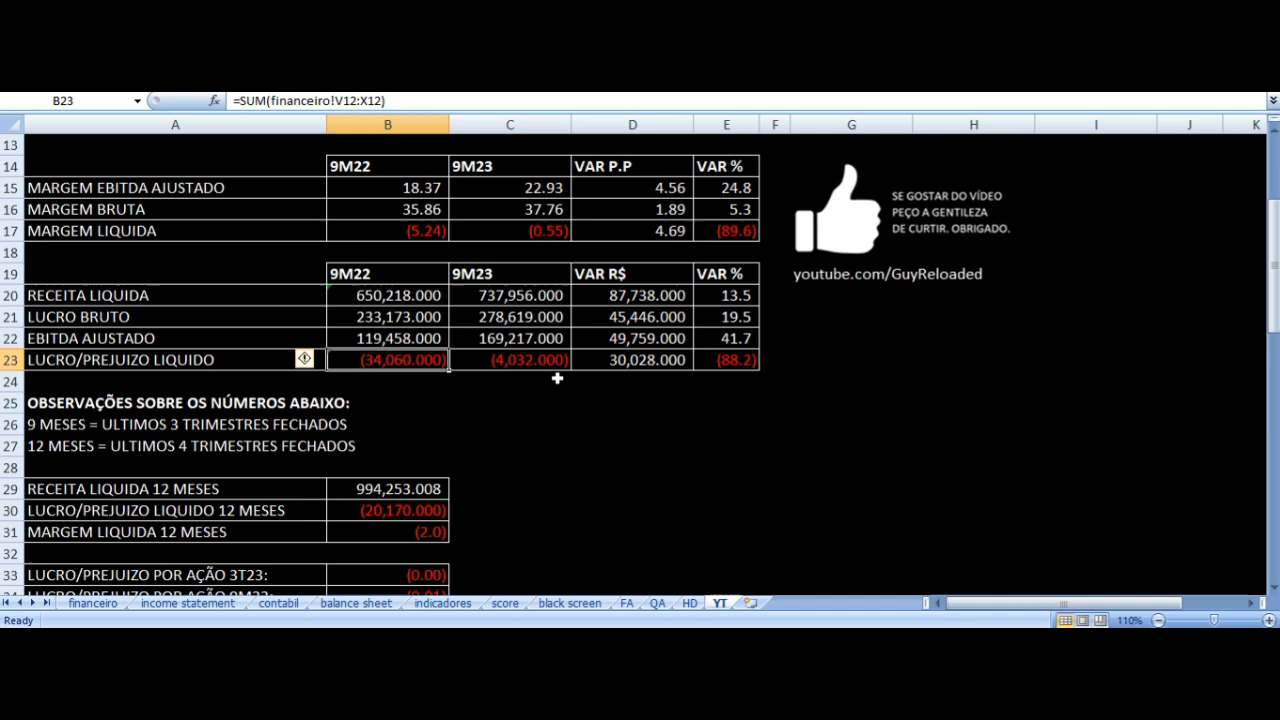 B23 fx =SUM(financeiro!V12:X12)
A B C D E F G H I J K
13
14 9M22 9M23 VAR P.P VAR %
15 MARGEM EBITDA AJUSTADO 18.37 22.93 4.56 24.8
16 MARGEM BRUTA 35.86 37.76 1.89 5.3
17 MARGEM LIQUIDA (5.24) (0.55) 4.69 (89.6)
SE GOSTAR DO VÍDEO
PEÇO A GENTILEZA
DE CURTIR. OBRIGADO.
18
19 9M22 9M23 VAR R$ VAR %
youtube.com/GuyReloaded
20 RECEITA LIQUIDA 650,218.000 737,956.000 87,738.000 13.5
21 LUCRO BRUTO 233,173.000 278,619.000 45,446.000 19.5
22 EBITDA AJUSTADO 119,458.000 169,217.000 49,759.000 41.7
23 LUCRO/PREJUIZO LIQUIDO (34,060.000) (4,032.000) 30,028.000 (88.2)
24
25 OBSERVAÇÕES SOBRE OS NÚMEROS ABAIXO:
26 9 MESES = ULTIMOS 3 TRIMESTRES FECHADOS
27 12 MESES = ULTIMOS 4 TRIMESTRES FECHADOS
28
29 RECEITA LIQUIDA 12 MESES 994,253.008
30 LUCRO/PREJUIZO LIQUIDO 12 MESES (20,170.000)
31 MARGEM LIQUIDA 12 MESES (2.0)
32
33 LUCRO/PREJUIZO POR AÇÃO 3T23: (0.00)
financeiro income statement contabil balance sheet indicadores score black screen FA QA HD YT
Ready 110%